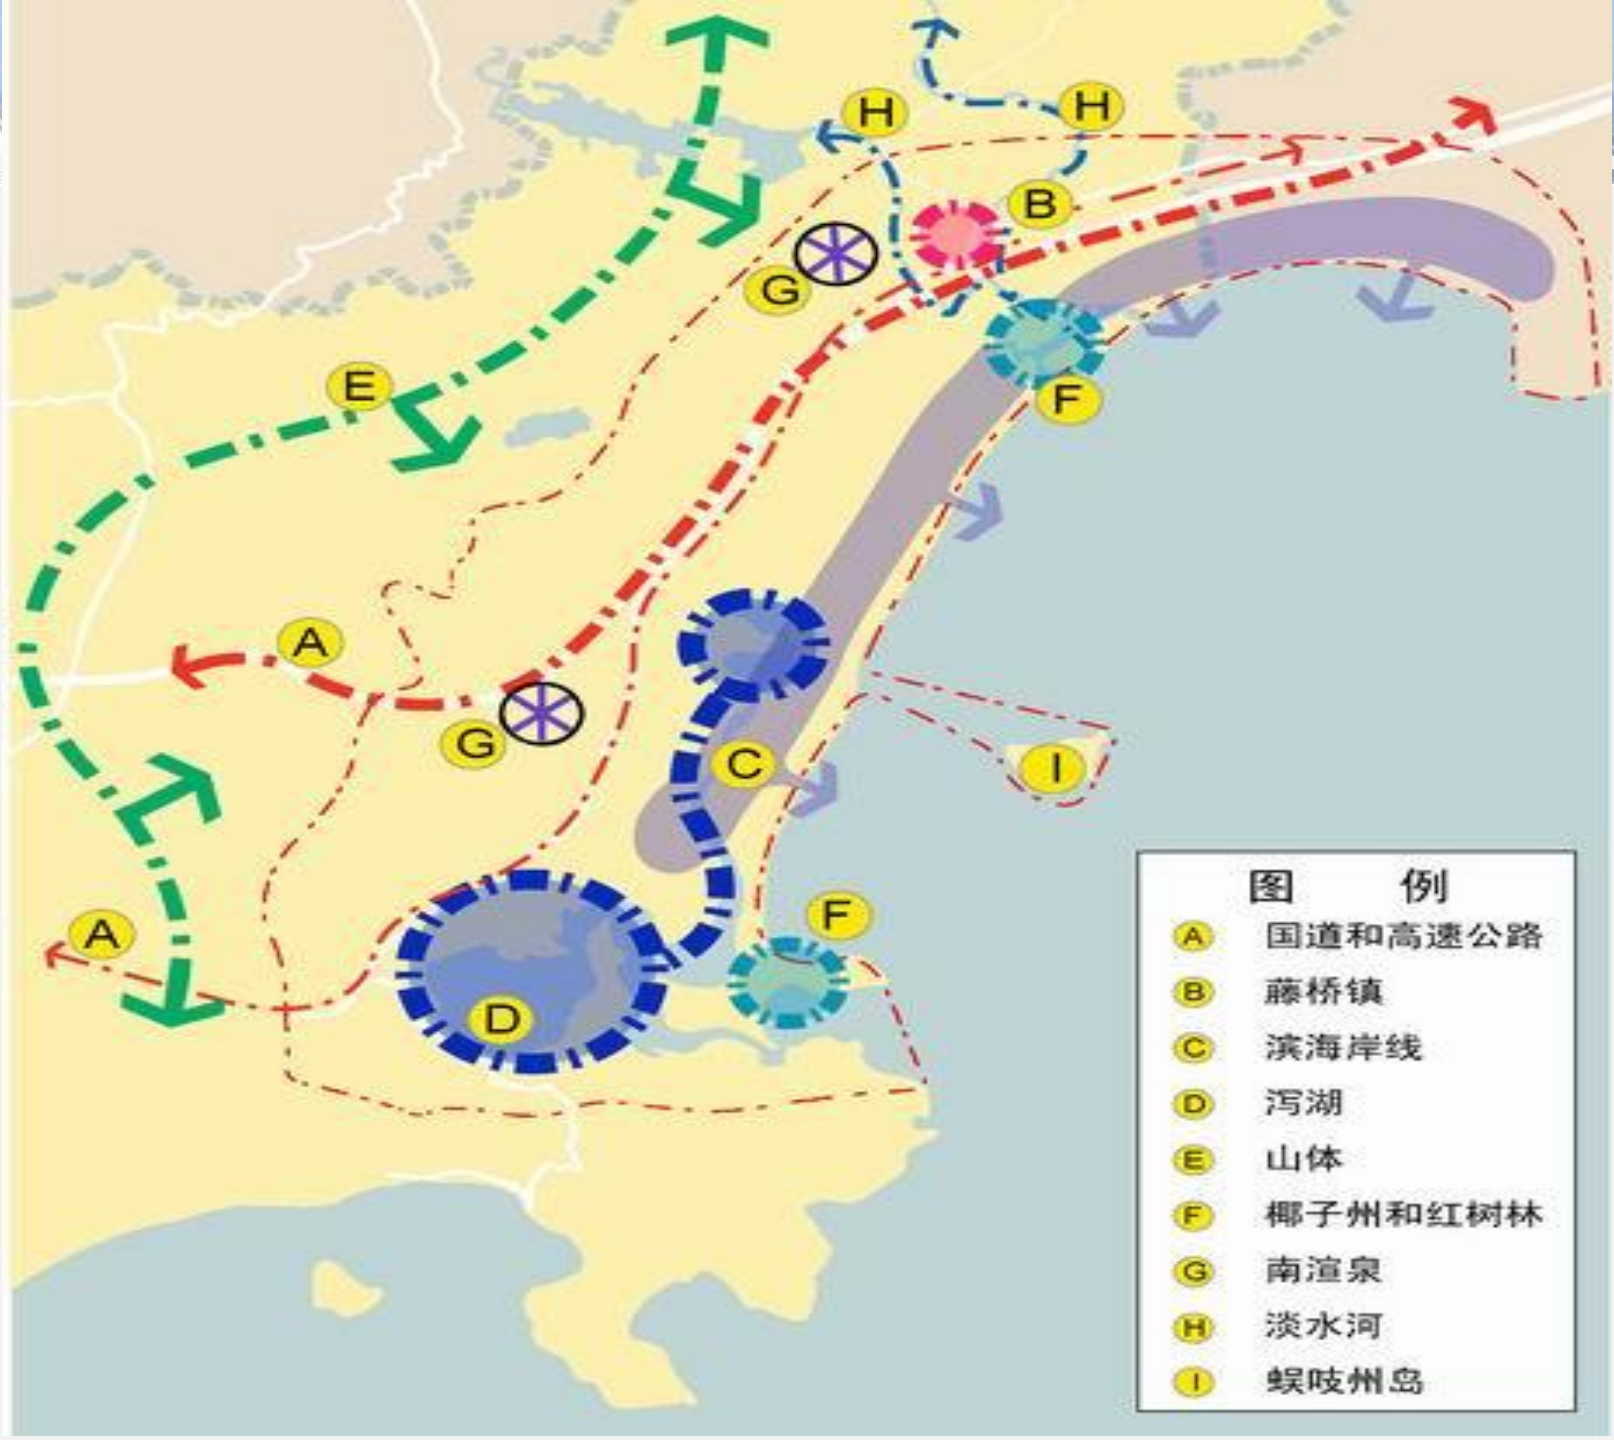 H
H
B
G
E
F
A
G
C
I
F
A
D
图 例
A 国道和高速公路
B 藤桥镇
C 滨海岸线
D 泻湖
E 山体
F 椰子州和红树林
G 南渲泉
H 淡水河
I 蜈吱州岛